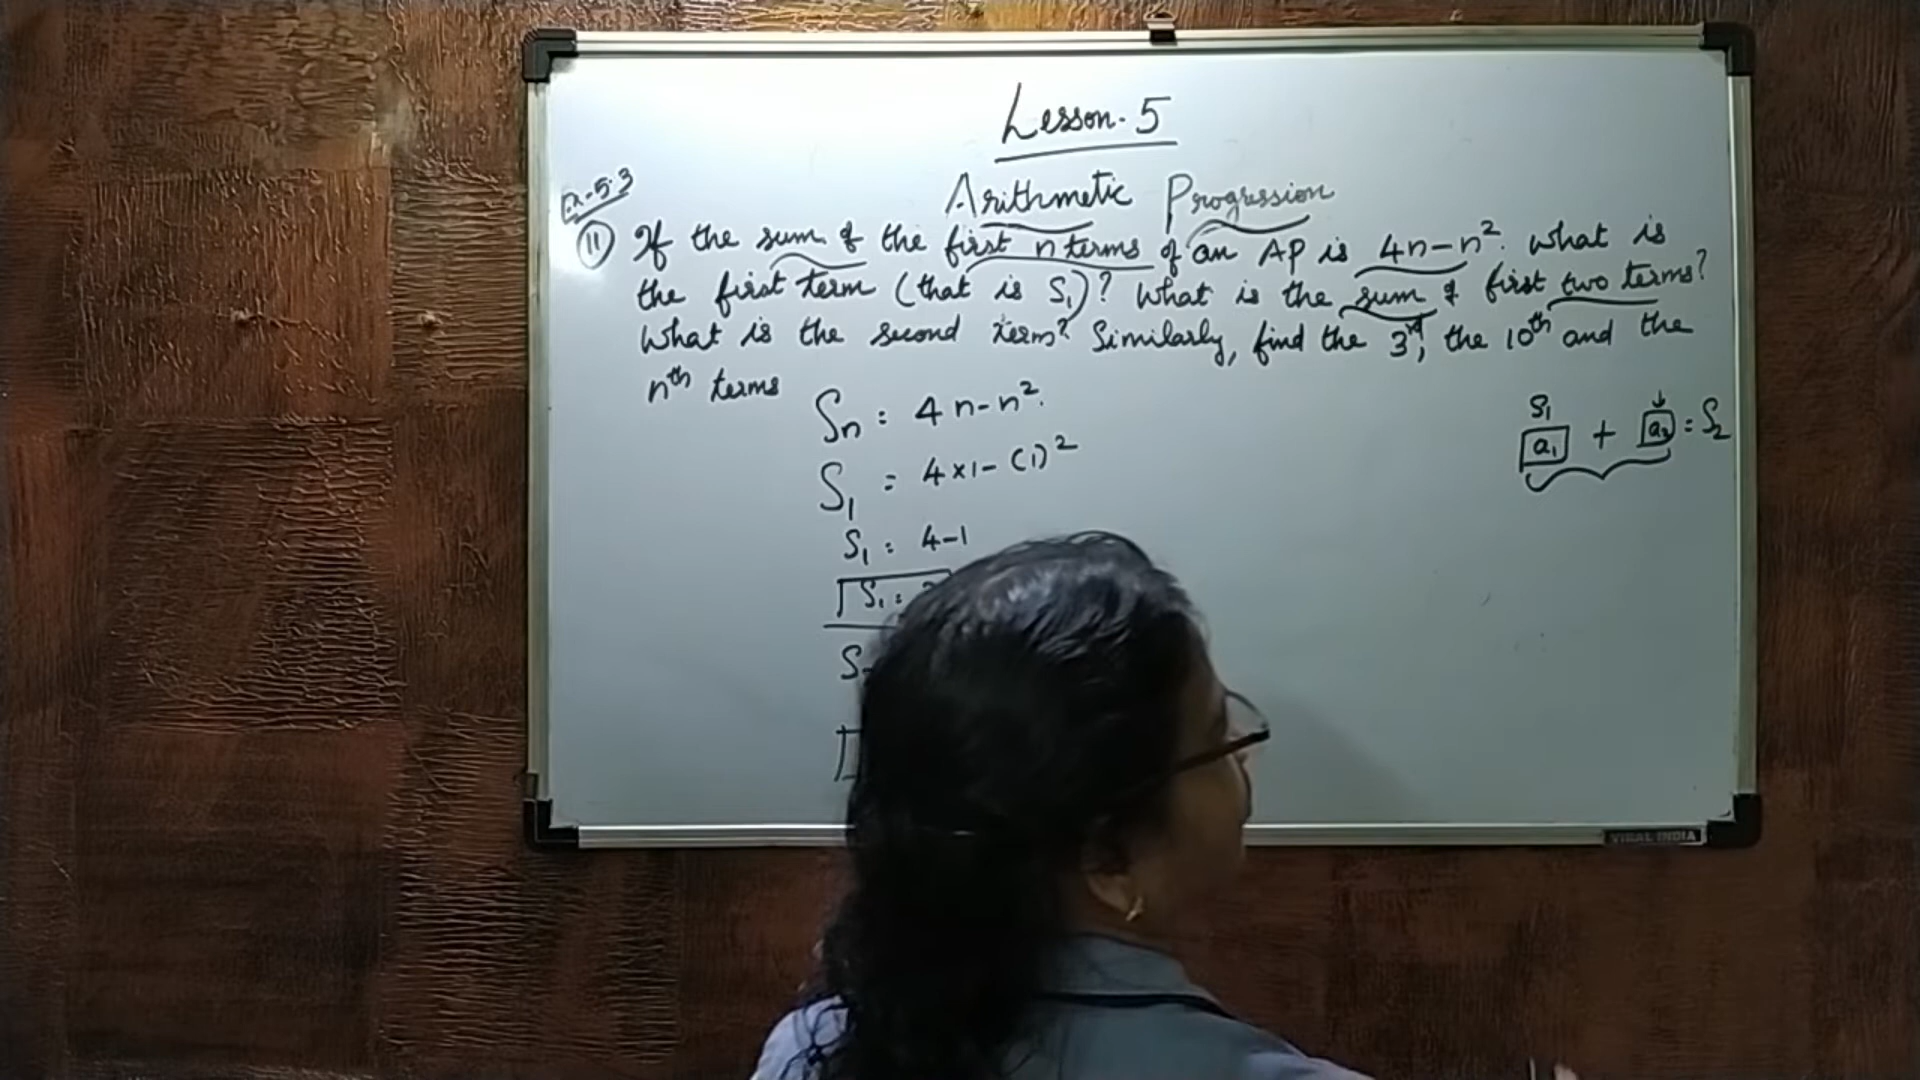 Lesson. 5
Ex-5.3
Arithmetic Progression
11 If the sum of the first n terms of an AP is 4n-n². What is
the first term (that is S₁)? What is the sum of first two terms?
What is the second term? Similarly, find the 3rd, the 10th and the
nth terms
Sn = 4n-n².
S₁ = 4×1-(1)²
S₁ = 4-1
S₁ =
S
S₁
a₁ + a₂ = S₂
VIRAL INDIA